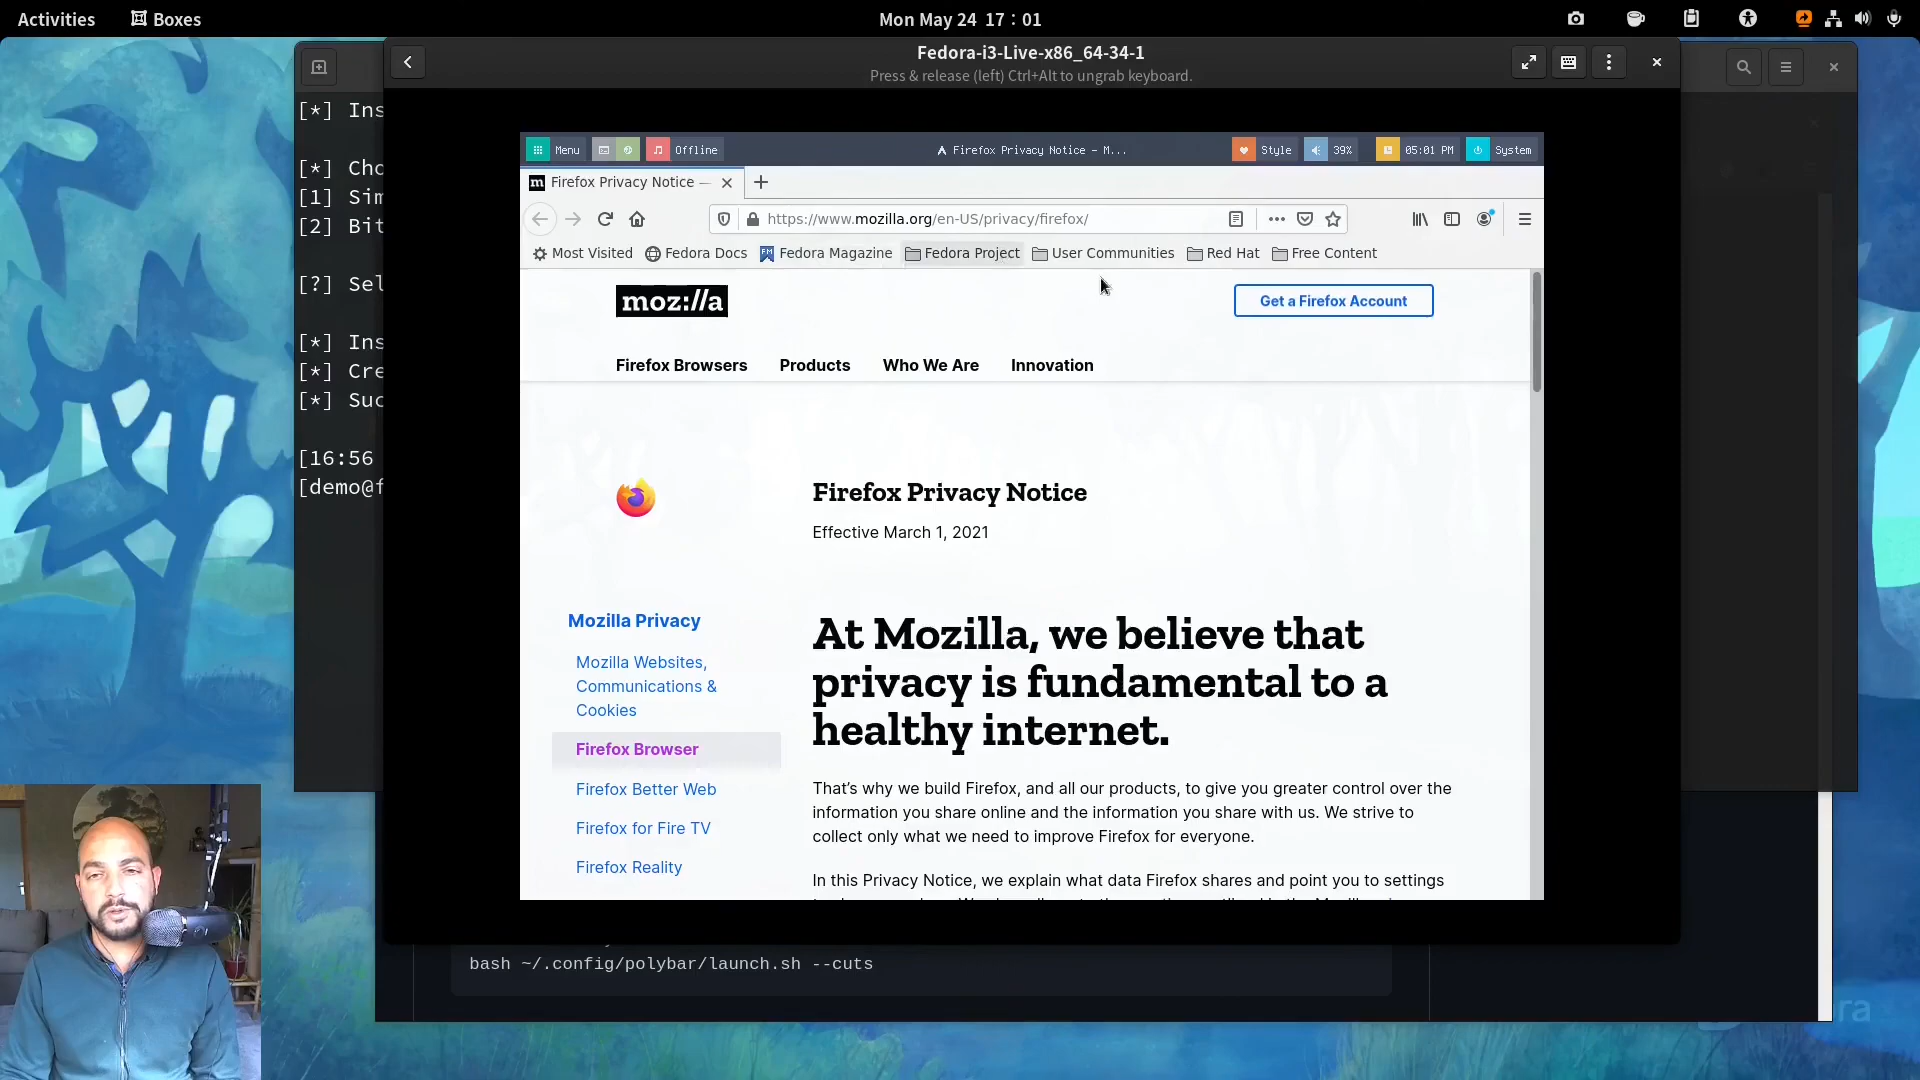 Activities
Boxes
Mon May 24 17:01
Fedora-i3-Live-x86_64-34-1
Press & release (left) Ctrl+Alt to ungrab keyboard.
[*] Ins
[*] Cho
[1] Sim
[2] Bit
[?] Sel
[*] Ins
[*] Cre
[*] Suc
[16:56
[demo@f
Menu
Offline
Firefox Privacy Notice – M...
Style
39%
05:01 PM
System
Firefox Privacy Notice —
https://www.mozilla.org/en-US/privacy/firefox/
Most Visited
Fedora Docs
Fedora Magazine
Fedora Project
User Communities
Red Hat
Free Content
moz://a
Get a Firefox Account
Firefox Browsers
Products
Who We Are
Innovation
Firefox Privacy Notice
Effective March 1, 2021
Mozilla Privacy
Mozilla Websites,
Communications &
Cookies
Firefox Browser
Firefox Better Web
Firefox for Fire TV
Firefox Reality
At Mozilla, we believe that
privacy is fundamental to a
healthy internet.
That’s why we build Firefox, and all our products, to give you greater control over the
information you share online and the information you share with us. We strive to
collect only what we need to improve Firefox for everyone.
In this Privacy Notice, we explain what data Firefox shares and point you to settings
bash ~/.config/polybar/launch.sh --cuts